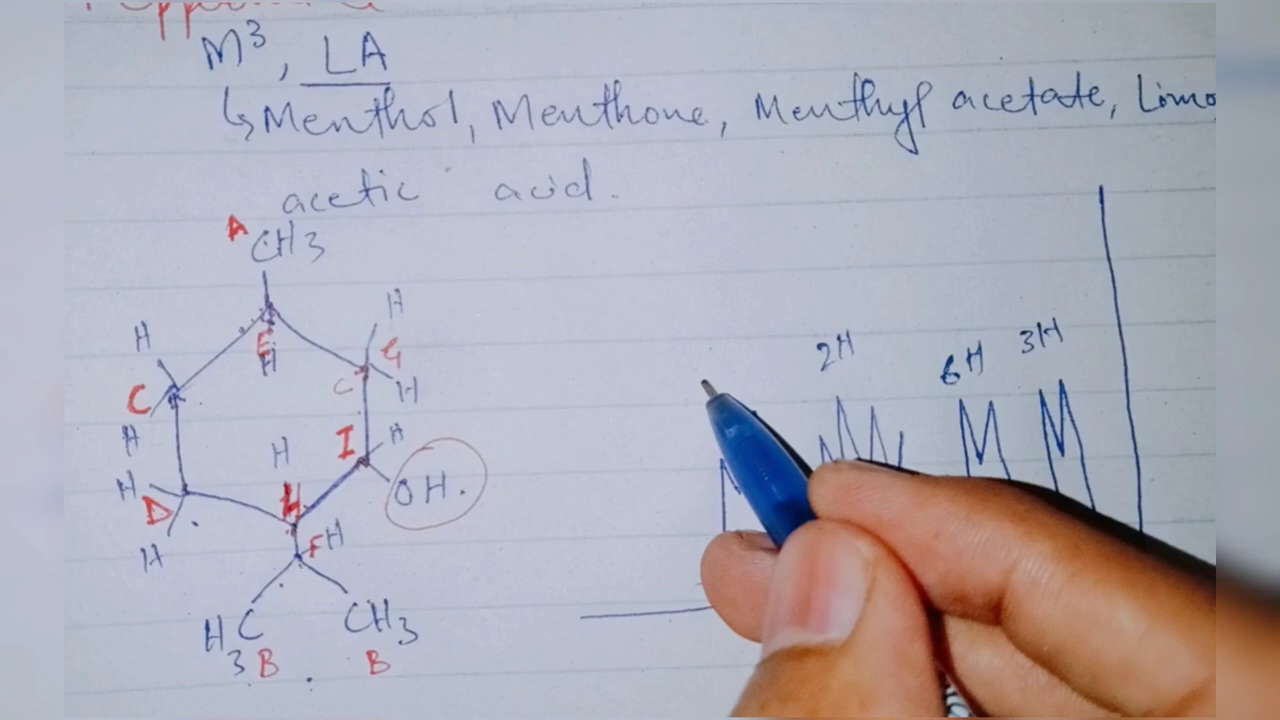 M³, LA
↳ Menthol, Menthone, Menthyl acetate, Limo
acetic acid.
A
CH3
H
H
E
G
H
C
H
C
H
H
I
H
H
H
OH.
D
H
F
H
H
H3C
CH3
B
B
2H
6H
3H